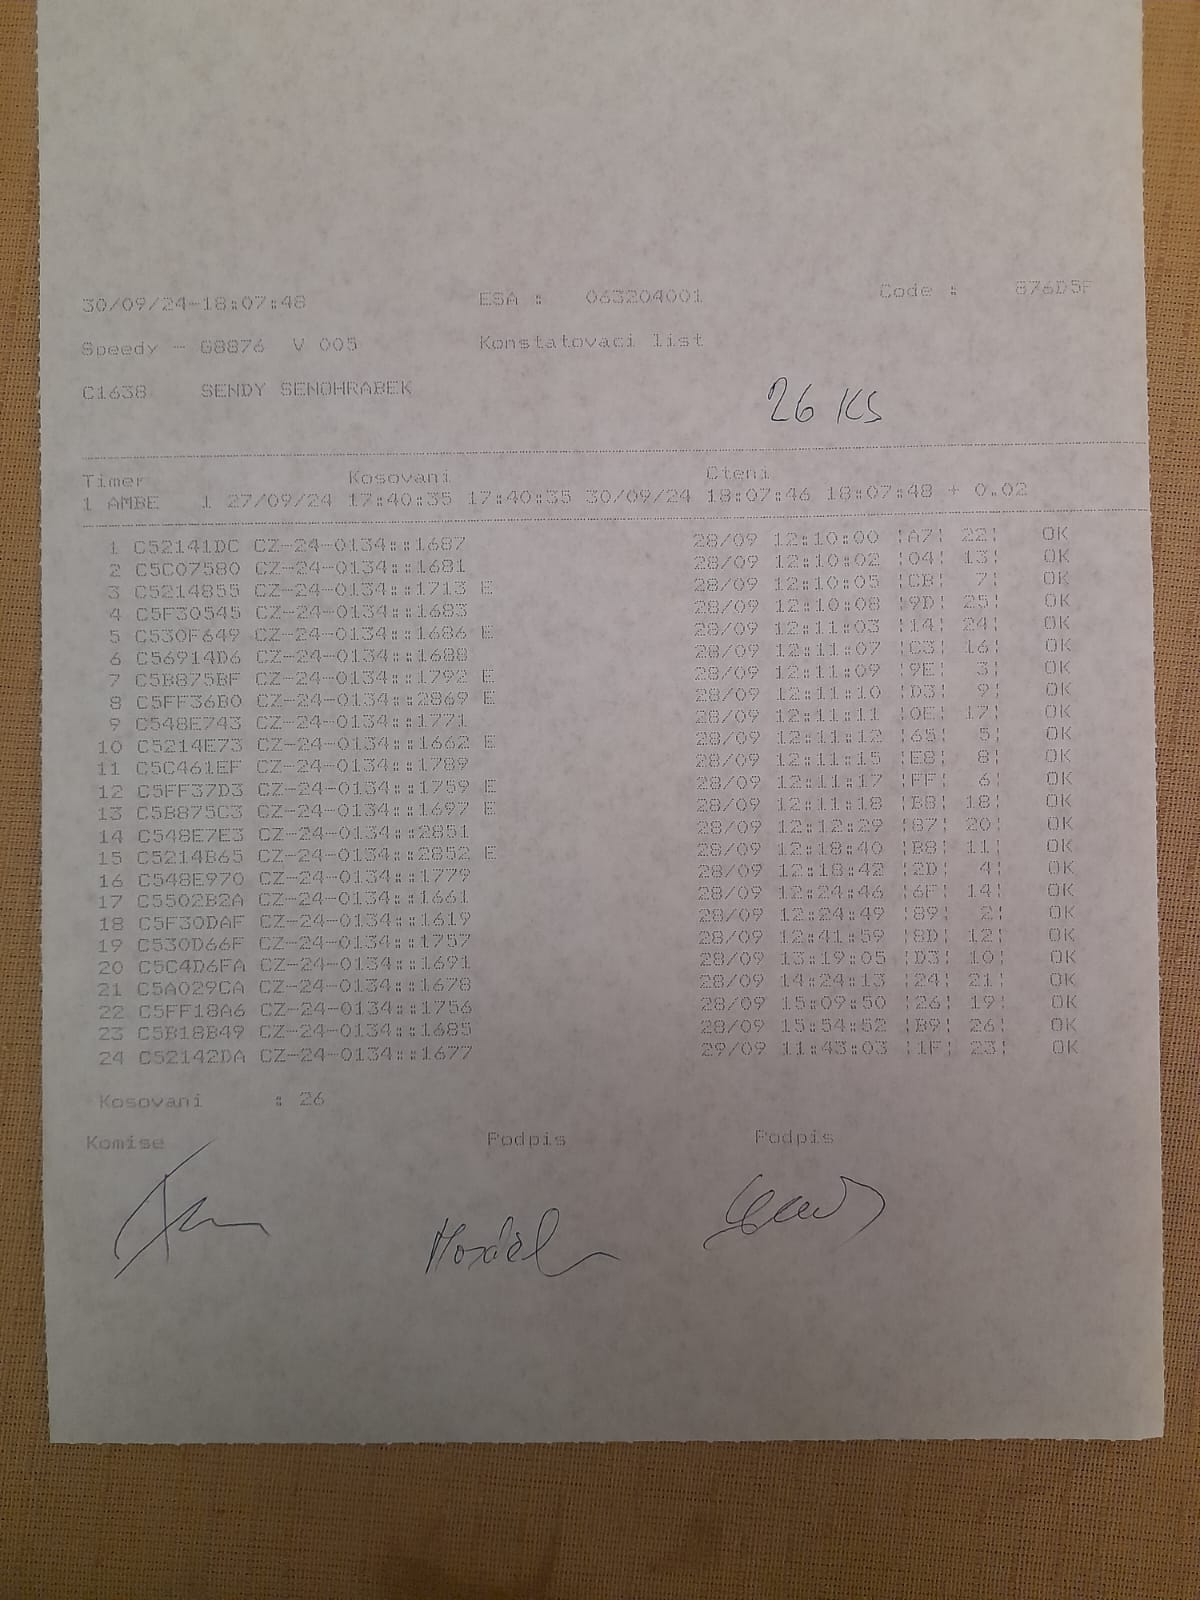 30/09/24-18:07:48 ESA : 063204001 Code : 876D5F
Speedy - G8876 V 005 Konstatovaci list
C1638 SENDY SENOHRABEK
26 KS
Timer Kosovani Cteni
1 AMBE 1 27/09/24 17:40:35 17:40:35 30/09/24 18:07:46 18:07:48 + 0.02
1 C52141DC CZ-24-0134::1687 28/09 12:10:00 ¦A7¦ 22¦ OK
2 C5C07580 CZ-24-0134::1681 28/09 12:10:02 ¦04¦ 13¦ OK
3 C5214855 CZ-24-0134::1713 E 28/09 12:10:05 ¦CB¦ 7¦ OK
4 C5F30545 CZ-24-0134::1683 28/09 12:10:08 ¦9D¦ 25¦ OK
5 C530F649 CZ-24-0134::1686 E 28/09 12:11:03 ¦14¦ 24¦ OK
6 C56914D6 CZ-24-0134::1688 28/09 12:11:07 ¦C3¦ 16¦ OK
7 C5B875BF CZ-24-0134::1792 E 28/09 12:11:09 ¦9E¦ 3¦ OK
8 C5FF36B0 CZ-24-0134::2869 E 28/09 12:11:10 ¦D3¦ 9¦ OK
9 C548E743 CZ-24-0134::1771 28/09 12:11:11 ¦0E¦ 17¦ OK
10 C5214E73 CZ-24-0134::1662 E 28/09 12:11:12 ¦65¦ 5¦ OK
11 C5C461EF CZ-24-0134::1789 28/09 12:11:15 ¦E8¦ 8¦ OK
12 C5FF37D3 CZ-24-0134::1759 E 28/09 12:11:17 ¦FF¦ 6¦ OK
13 C5B875C3 CZ-24-0134::1697 E 28/09 12:11:18 ¦B8¦ 18¦ OK
14 C548E7E3 CZ-24-0134::2851 28/09 12:12:29 ¦87¦ 20¦ OK
15 C5214B65 CZ-24-0134::2852 E 28/09 12:18:40 ¦B8¦ 11¦ OK
16 C548E970 CZ-24-0134::1779 28/09 12:18:42 ¦2D¦ 4¦ OK
17 C5502B2A CZ-24-0134::1661 28/09 12:24:46 ¦6F¦ 14¦ OK
18 C5F30DAF CZ-24-0134::1619 28/09 12:24:49 ¦89¦ 2¦ OK
19 C530D66F CZ-24-0134::1757 28/09 12:41:59 ¦8D¦ 12¦ OK
20 C5C4D6FA CZ-24-0134::1691 28/09 13:19:05 ¦D3¦ 10¦ OK
21 C5A029CA CZ-24-0134::1678 28/09 14:24:13 ¦24¦ 21¦ OK
22 C5FF18A6 CZ-24-0134::1756 28/09 15:09:50 ¦26¦ 19¦ OK
23 C5B18B49 CZ-24-0134::1685 28/09 15:54:52 ¦B9¦ 26¦ OK
24 C52142DA CZ-24-0134::1677 29/09 11:43:03 ¦1F¦ 23¦ OK
Kosovani : 26
Komise Podpis Podpis